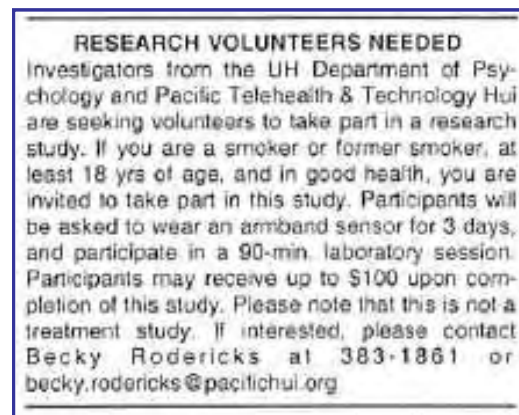 RESEARCH VOLUNTEERS NEEDED
Investigators from the UH Department of Psy-
chology and Pacific Telehealth & Technology Hui
are seeking volunteers to take part in a research
study. If you are a smoker or former smoker, at
least 18 yrs of age, and in good health, you are
invited to take part in this study. Participants will
be asked to wear an armband sensor for 3 days,
and participate in a 90-min. laboratory session.
Participants may receive up to $100 upon com-
pletion of this study. Please note that this is not a
treatment study. If interested, please contact
Becky Rodericks at 383-1861 or
becky.rodericks@pacifichui.org